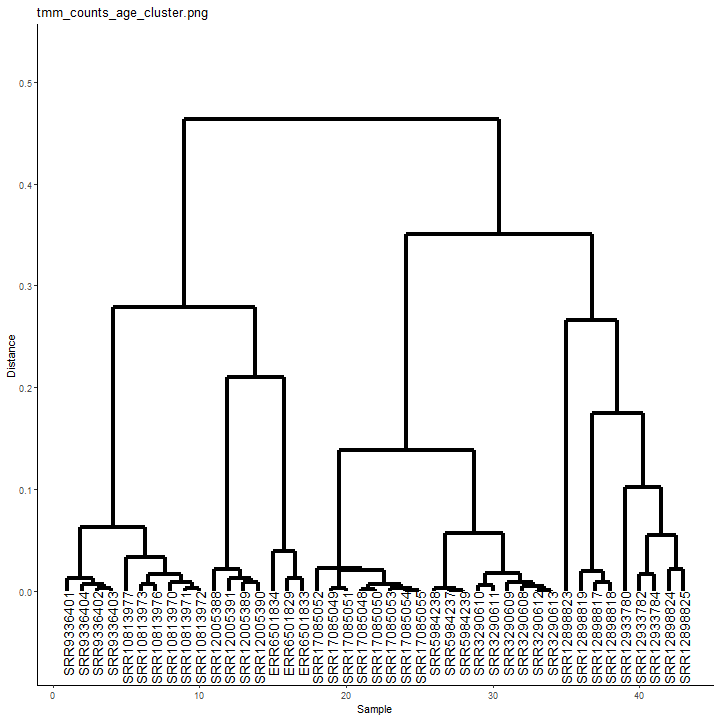 tmm_counts_age_cluster.png
0.5
0.4
0.3
0.2
0.1
0.0
Distance
SRR9336401
SRR9336404
SRR9336402
SRR9336403
SRR10813977
SRR10813973
SRR10813976
SRR10813970
SRR10813971
SRR10813972
SRR12005388
SRR12005391
SRR12005389
SRR12005390
ERR6501834
ERR6501829
ERR6501833
SRR17085052
SRR17085049
SRR17085051
SRR17085048
SRR17085050
SRR17085053
SRR17085054
SRR17085055
SRR5984238
SRR5984237
SRR5984239
SRR3290610
SRR3290611
SRR3290609
SRR3290608
SRR3290612
SRR3290613
SRR12898823
SRR12898819
SRR12898817
SRR12898818
SRR12933780
SRR12933782
SRR12933784
SRR12898824
SRR12898825
0 10 20 30 40
Sample